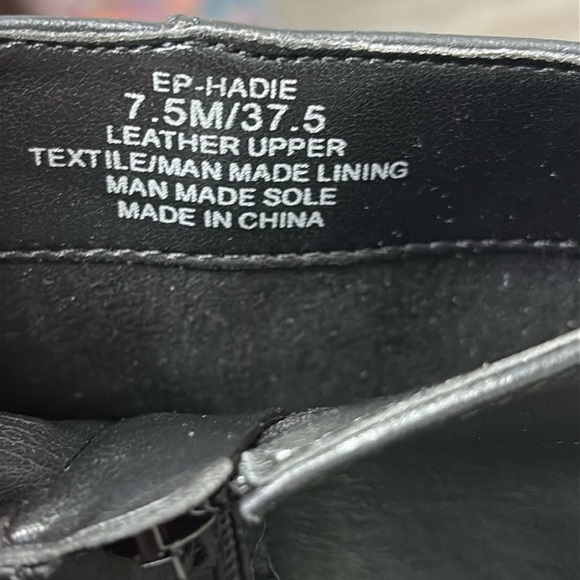 EP-HADIE
7.5M/37.5
LEATHER UPPER
TEXTILE/MAN MADE LINING
MAN MADE SOLE
MADE IN CHINA